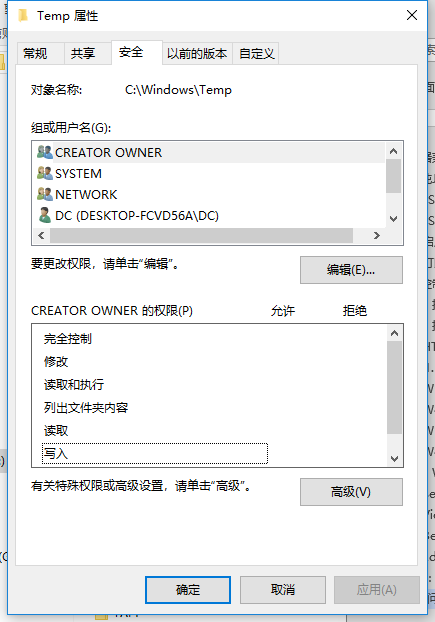 Temp 属性
常规 共享 安全 以前的版本 自定义
对象名称: C:\Windows\Temp
组或用户名(G):
CREATOR OWNER
SYSTEM
NETWORK
DC (DESKTOP-FCVD56A\DC)
要更改权限，请单击“编辑”。
编辑(E)...
CREATOR OWNER 的权限(P) 允许 拒绝
完全控制
修改
读取和执行
列出文件夹内容
读取
写入
有关特殊权限或高级设置，请单击“高级”。
高级(V)
确定 取消 应用(A)